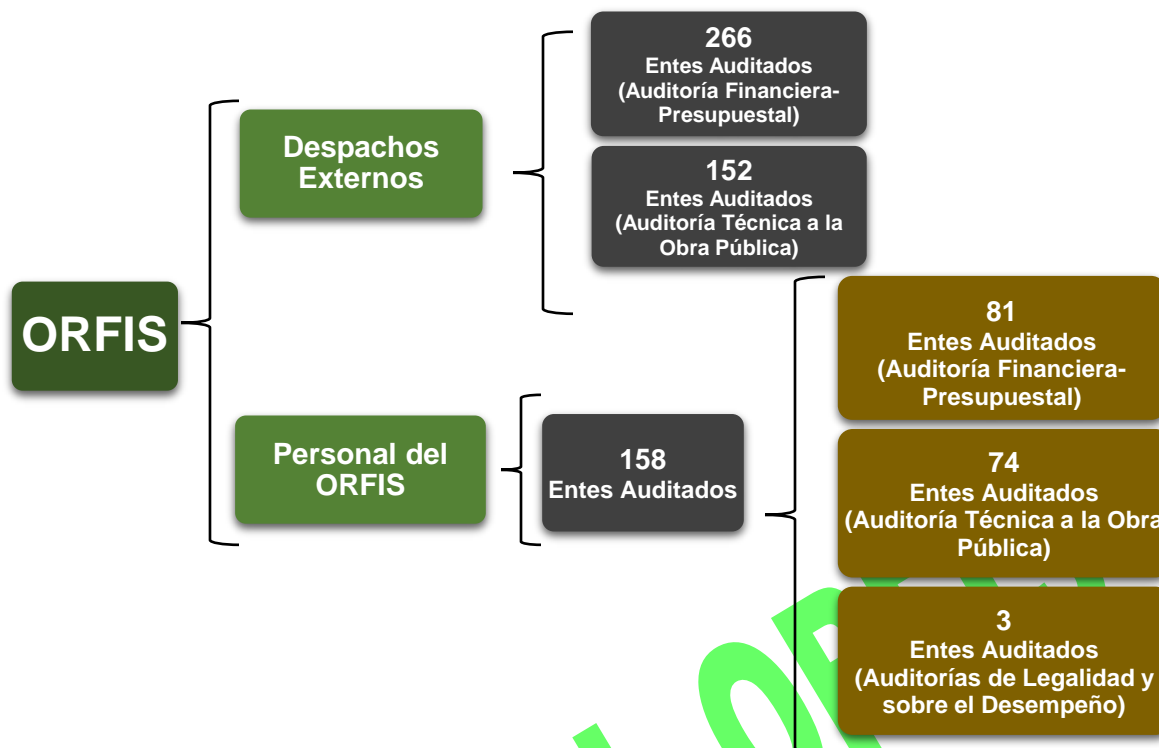 266
Entes Auditados
(Auditoría Financiera-
Presupuestal)
Despachos
Externos
152
Entes Auditados
(Auditoría Técnica a la
Obra Pública)
ORFIS
81
Entes Auditados
(Auditoría Financiera-
Presupuestal)
Personal del
ORFIS
158
Entes Auditados
74
Entes Auditados
(Auditoría Técnica a la Obra
Pública)
3
Entes Auditados
(Auditorías de Legalidad y
sobre el Desempeño)